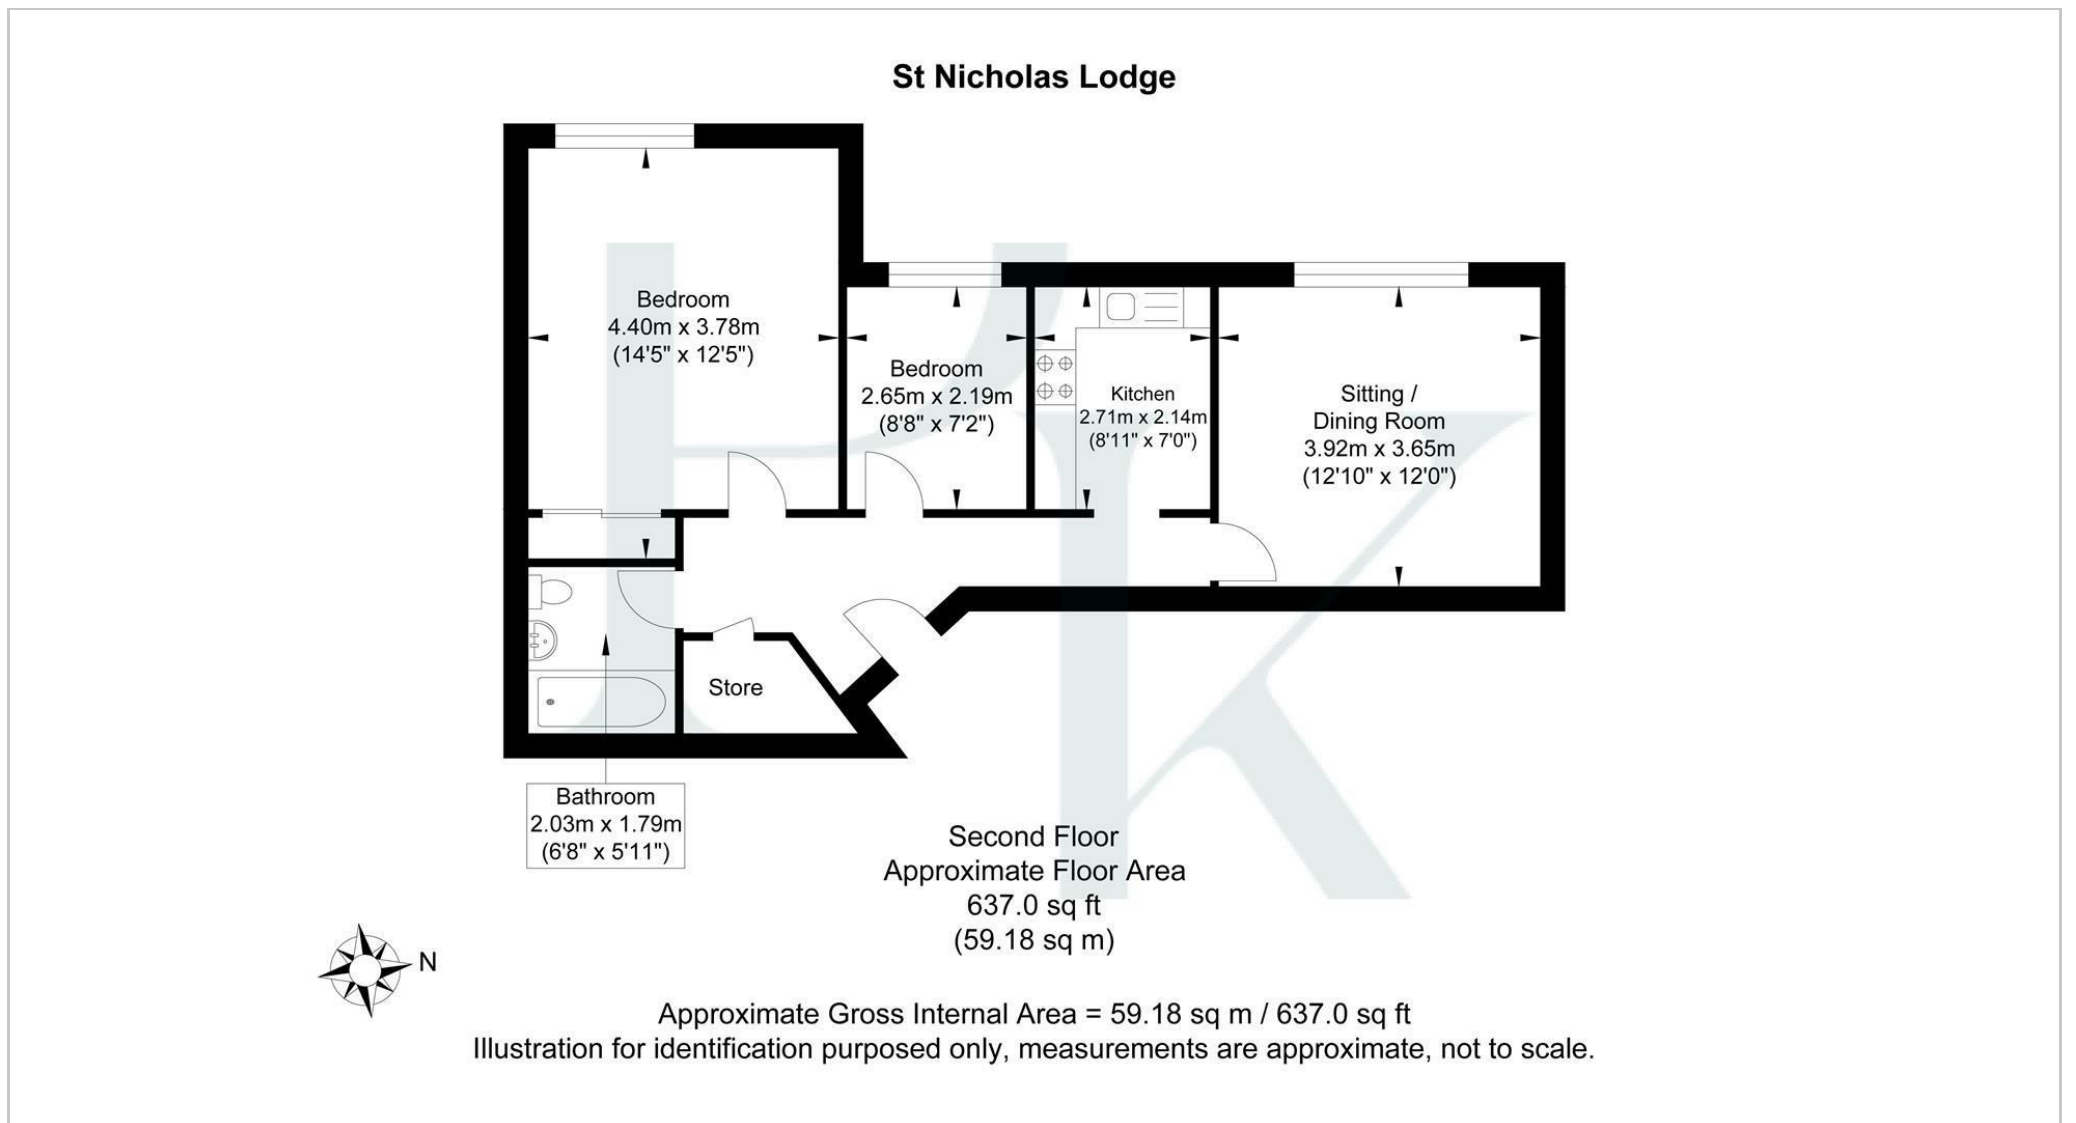 St Nicholas Lodge
Bedroom
4.40m x 3.78m
(14'5" x 12'5")
Bedroom
2.65m x 2.19m
(8'8" x 7'2")
Kitchen
2.71m x 2.14m
(8'11" x 7'0")
Sitting /
Dining Room
3.92m x 3.65m
(12'10" x 12'0")
Store
Bathroom
2.03m x 1.79m
(6'8" x 5'11")
Second Floor
Approximate Floor Area
637.0 sq ft
(59.18 sq m)
N
Approximate Gross Internal Area = 59.18 sq m / 637.0 sq ft
Illustration for identification purposed only, measurements are approximate, not to scale.